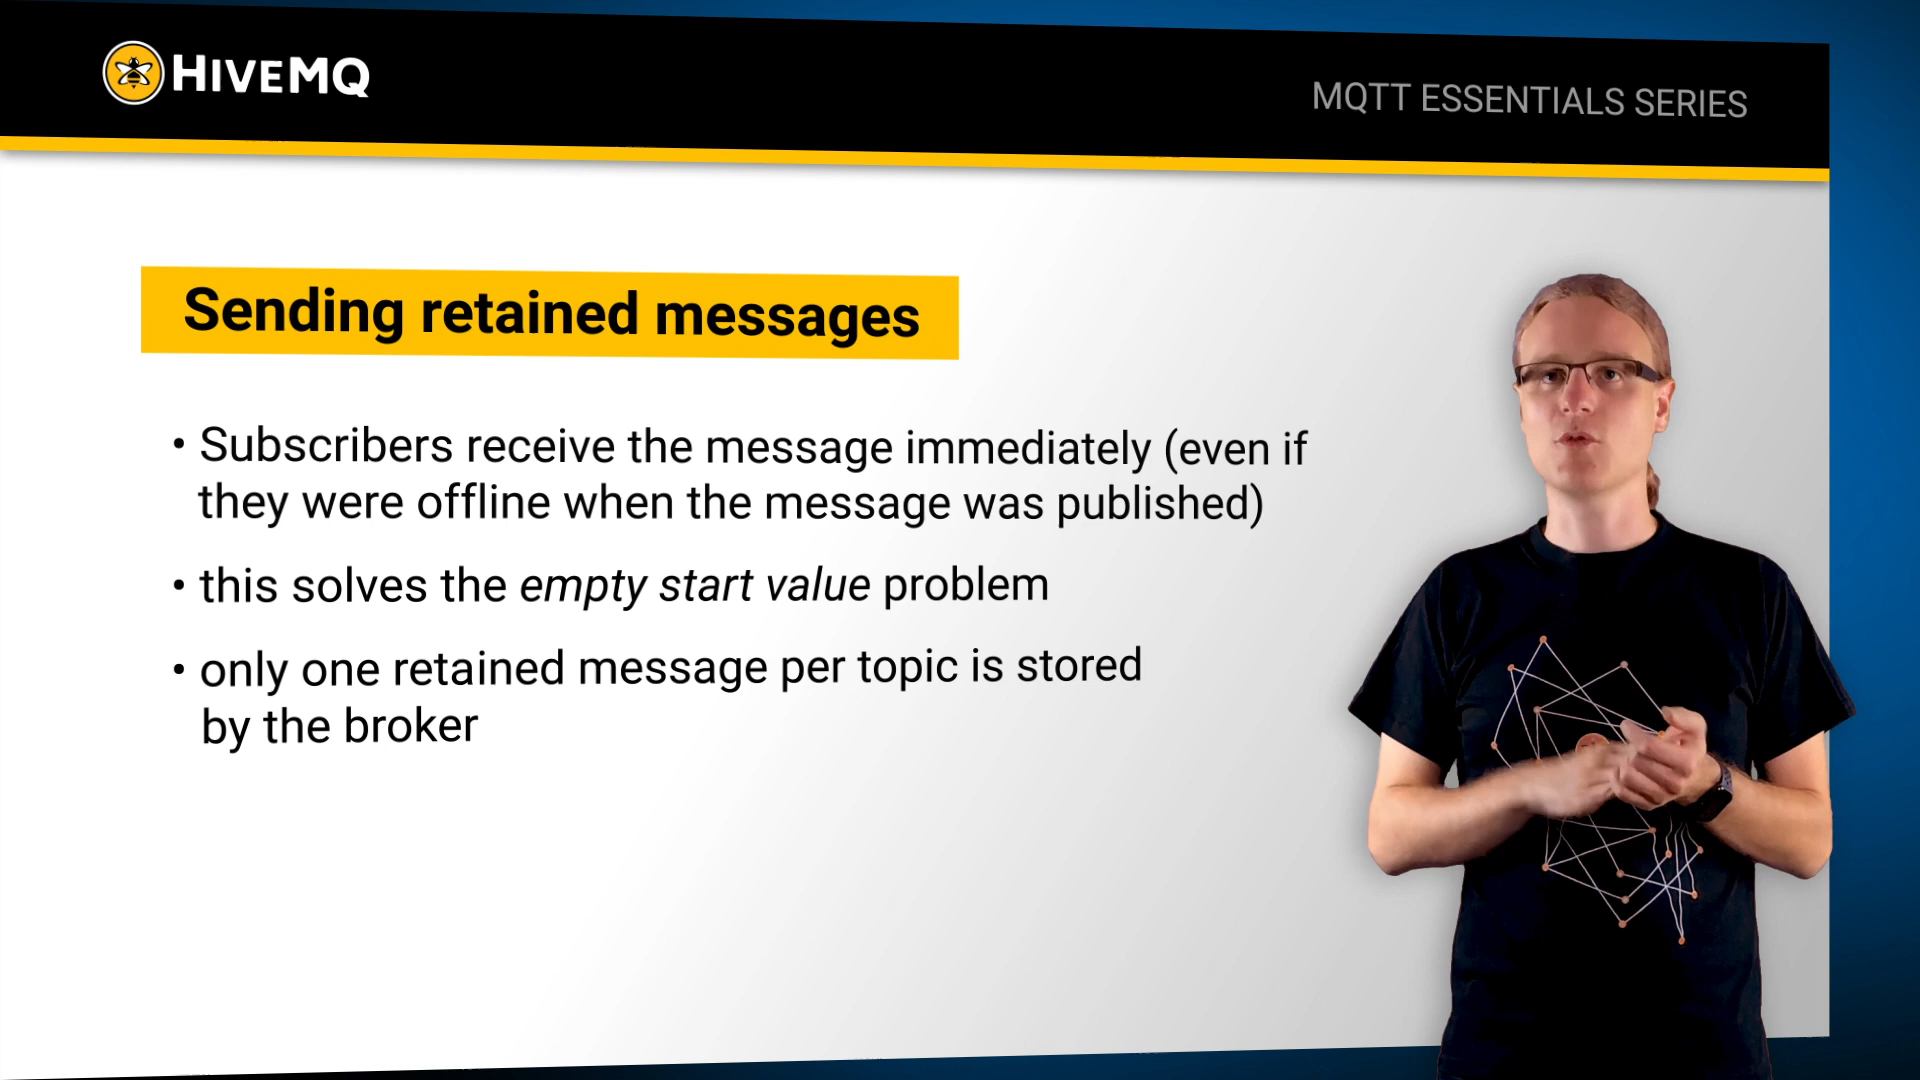 HIVEMQ
MQTT ESSENTIALS SERIES
Sending retained messages
• Subscribers receive the message immediately (even if
they were offline when the message was published)
• this solves the empty start value problem
• only one retained message per topic is stored
by the broker